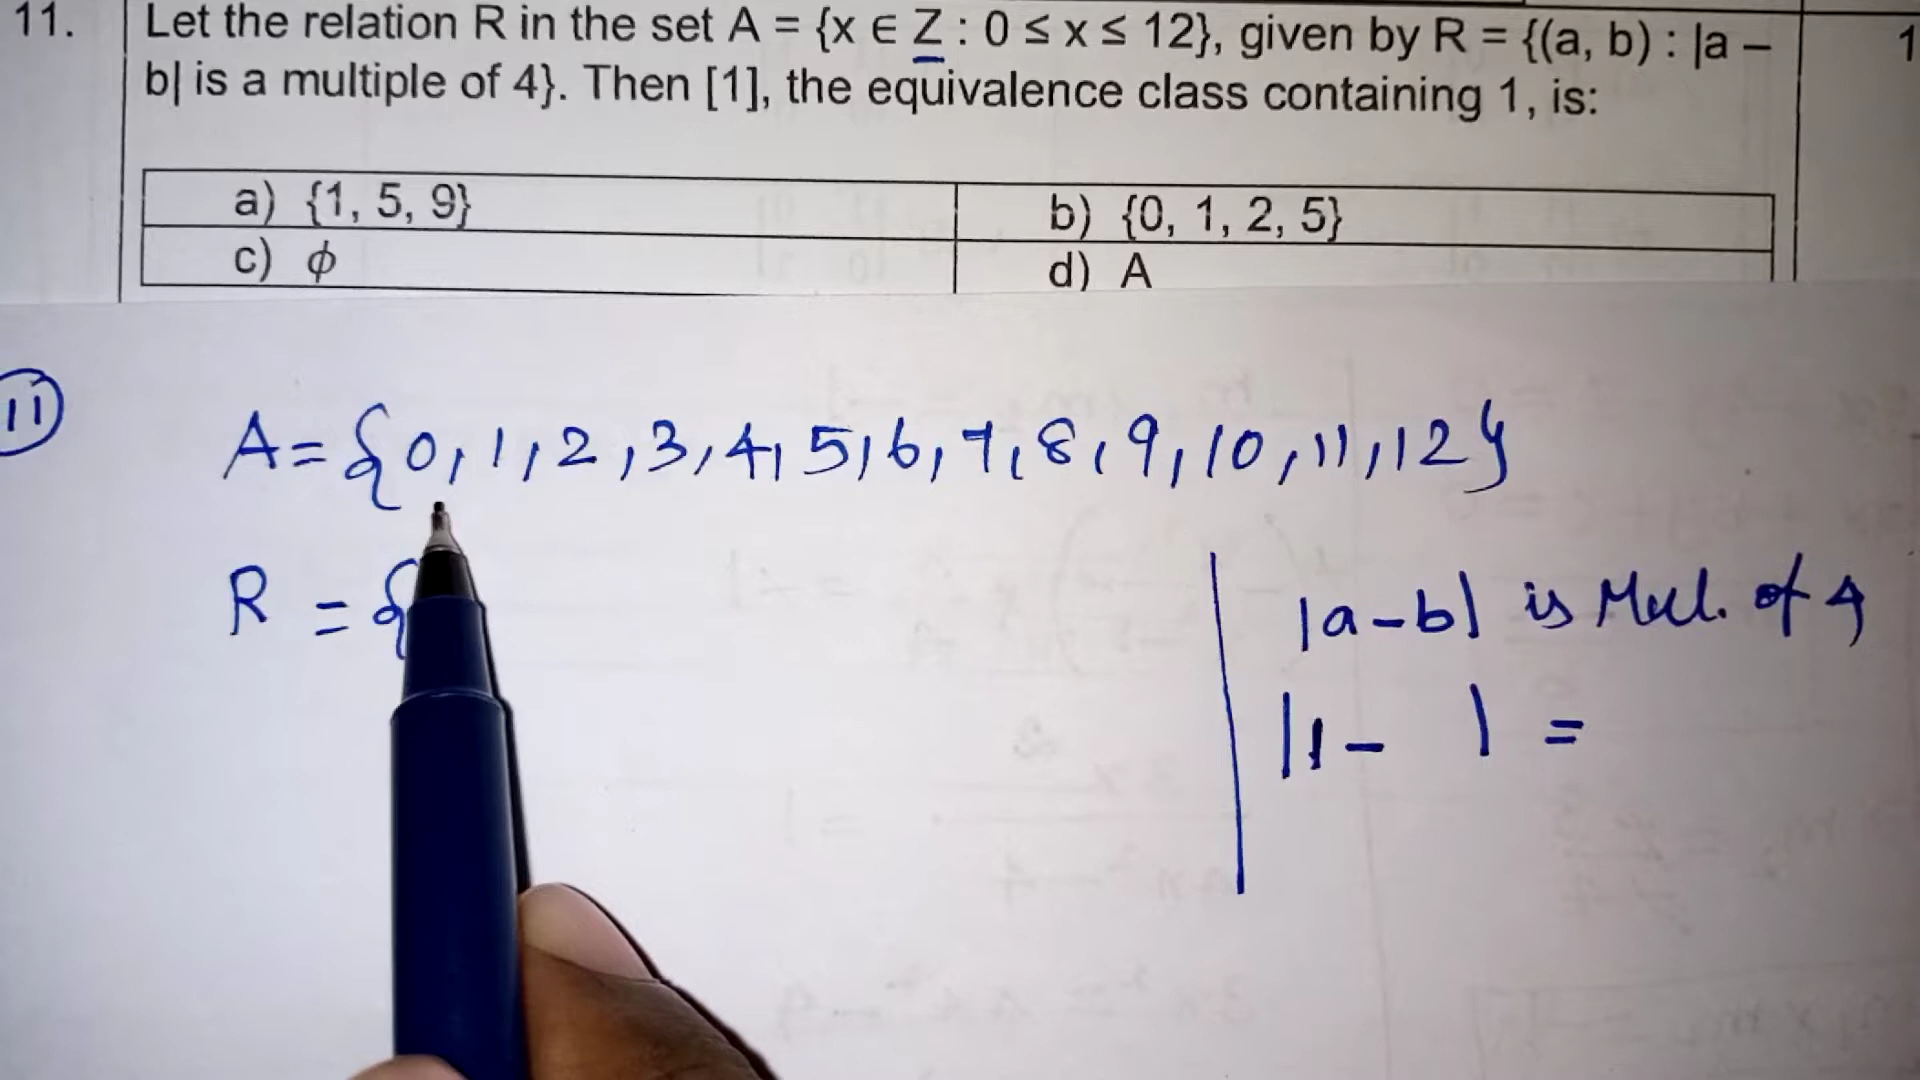 11. Let the relation R in the set A = {x ∈ Z : 0 ≤ x ≤ 12}, given by R = {(a, b) : |a – 1
b| is a multiple of 4}. Then [1], the equivalence class containing 1, is:
a) {1, 5, 9} b) {0, 1, 2, 5}
c) ϕ d) A
11 A = {0, 1, 2, 3, 4, 5, 6, 7, 8, 9, 10, 11, 12}
R = { |a - b| is Mul. of 4
|1 - | =